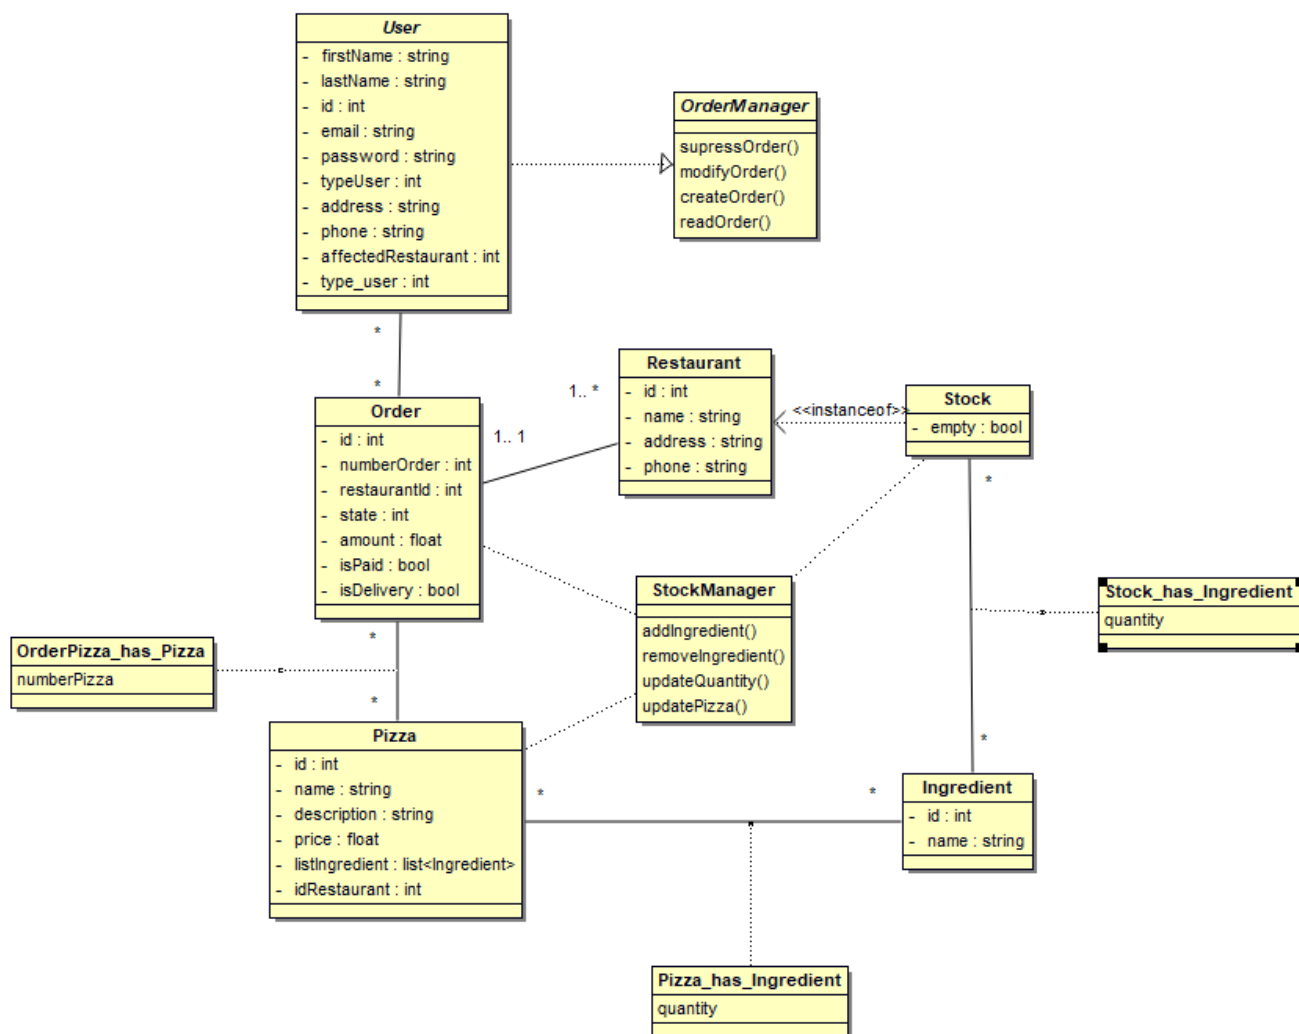 User
- firstName : string
- lastName : string
- id : int
- email : string
- password : string
- typeUser : int
- address : string
- phone : string
- affectedRestaurant : int
- type_user : int
OrderManager
supressOrder()
modifyOrder()
createOrder()
readOrder()
*
*
Order
- id : int
- numberOrder : int
- restaurantId : int
- state : int
- amount : float
- isPaid : bool
- isDelivery : bool
1.. 1
1.. *
Restaurant
- id : int
- name : string
- address : string
- phone : string
<<instanceof>>
Stock
- empty : bool
*
StockManager
addIngredient()
removeIngredient()
updateQuantity()
updatePizza()
Stock_has_Ingredient
quantity
OrderPizza_has_Pizza
numberPizza
*
*
Pizza
- id : int
- name : string
- description : string
- price : float
- listIngredient : list<Ingredient>
- idRestaurant : int
*
*
*
Ingredient
- id : int
- name : string
Pizza_has_Ingredient
quantity